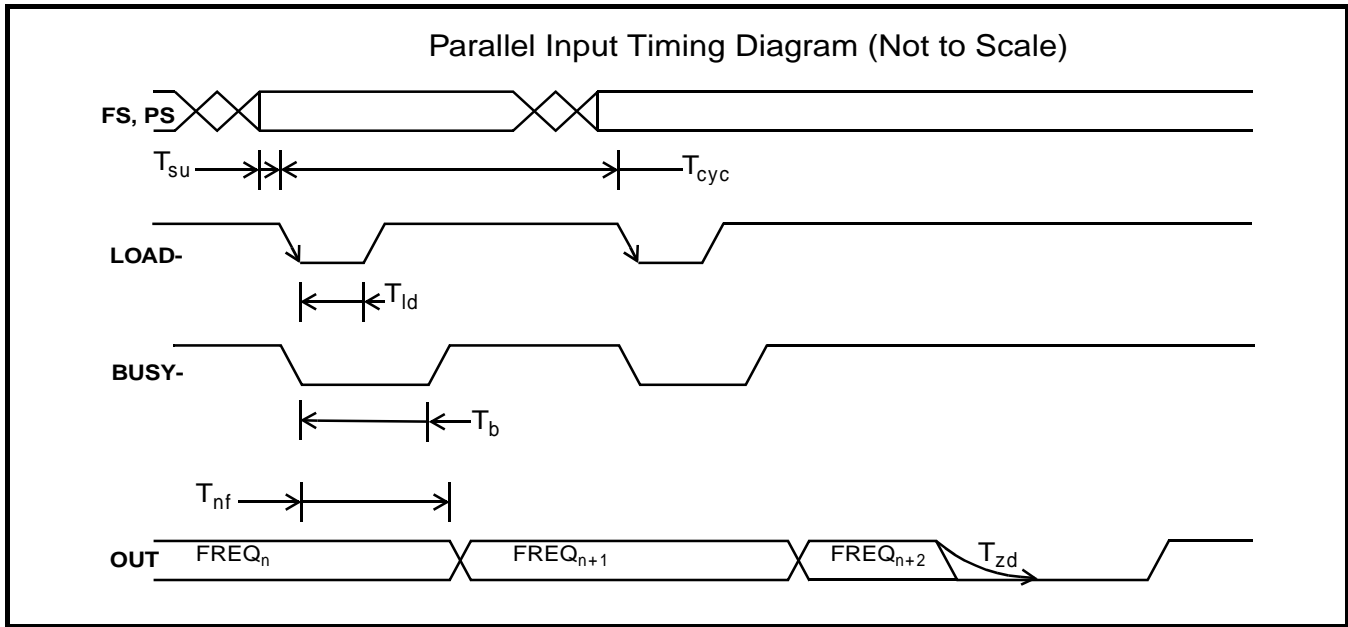 Parallel Input Timing Diagram (Not to Scale)
FS, PS
Tsu
Tcyc
LOAD-
Tld
BUSY-
Tb
Tnf
OUT
FREQn
FREQn+1
FREQn+2
Tzd